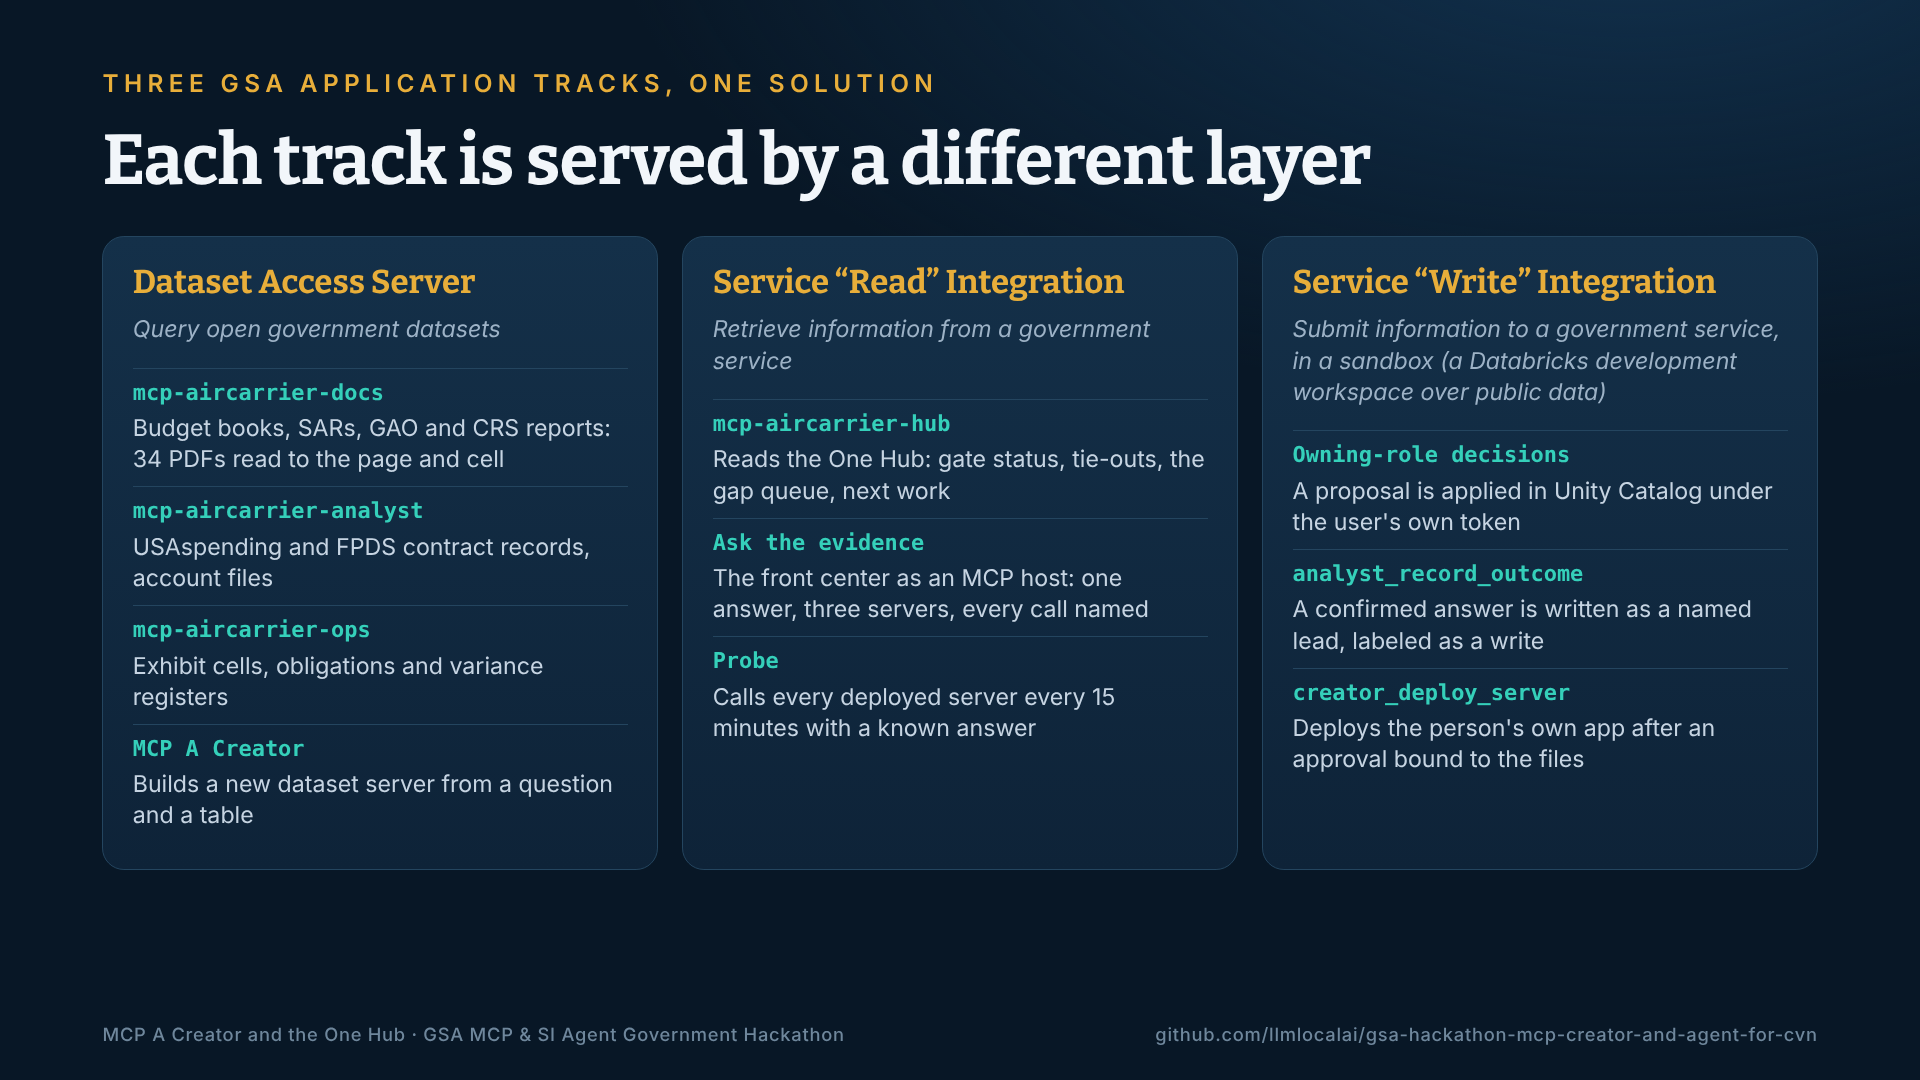 THREE GSA APPLICATION TRACKS, ONE SOLUTION
Each track is served by a different layer
Dataset Access Server
Query open government datasets
mcp-aircarrier-docs
Budget books, SARs, GAO and CRS reports:
34 PDFs read to the page and cell
mcp-aircarrier-analyst
USAspending and FPDS contract records,
account files
mcp-aircarrier-ops
Exhibit cells, obligations and variance
registers
MCP A Creator
Builds a new dataset server from a question
and a table
Service “Read” Integration
Retrieve information from a government
service
mcp-aircarrier-hub
Reads the One Hub: gate status, tie-outs, the
gap queue, next work
Ask the evidence
The front center as an MCP host: one
answer, three servers, every call named
Probe
Calls every deployed server every 15
minutes with a known answer
Service “Write” Integration
Submit information to a government service,
in a sandbox (a Databricks development
workspace over public data)
Owning-role decisions
A proposal is applied in Unity Catalog under
the user's own token
analyst_record_outcome
A confirmed answer is written as a named
lead, labeled as a write
creator_deploy_server
Deploys the person's own app after an
approval bound to the files
MCP A Creator and the One Hub · GSA MCP & SI Agent Government Hackathon
github.com/llmlocalai/gsa-hackathon-mcp-creator-and-agent-for-cvn